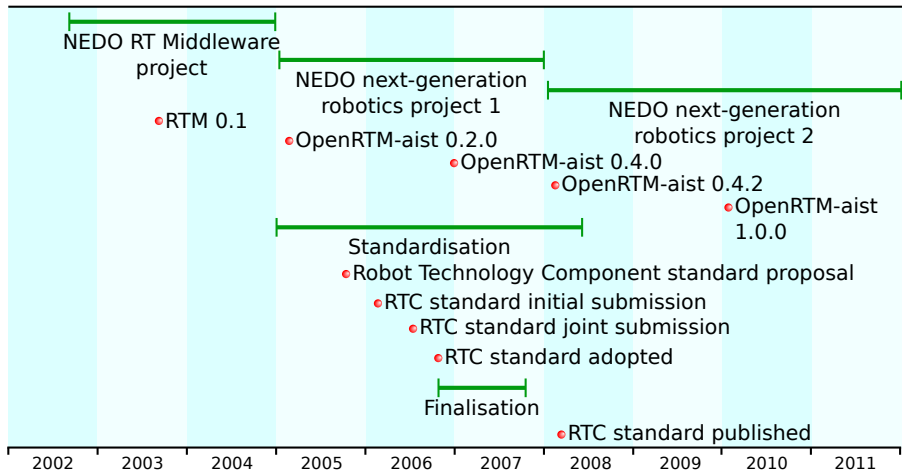 NEDO RT Middleware
project
NEDO next-generation
robotics project 1
NEDO next-generation
robotics project 2
RTM 0.1
OpenRTM-aist 0.2.0
OpenRTM-aist 0.4.0
OpenRTM-aist 0.4.2
OpenRTM-aist
1.0.0
Standardisation
Robot Technology Component standard proposal
RTC standard initial submission
RTC standard joint submission
RTC standard adopted
Finalisation
RTC standard published
2002 2003 2004 2005 2006 2007 2008 2009 2010 2011